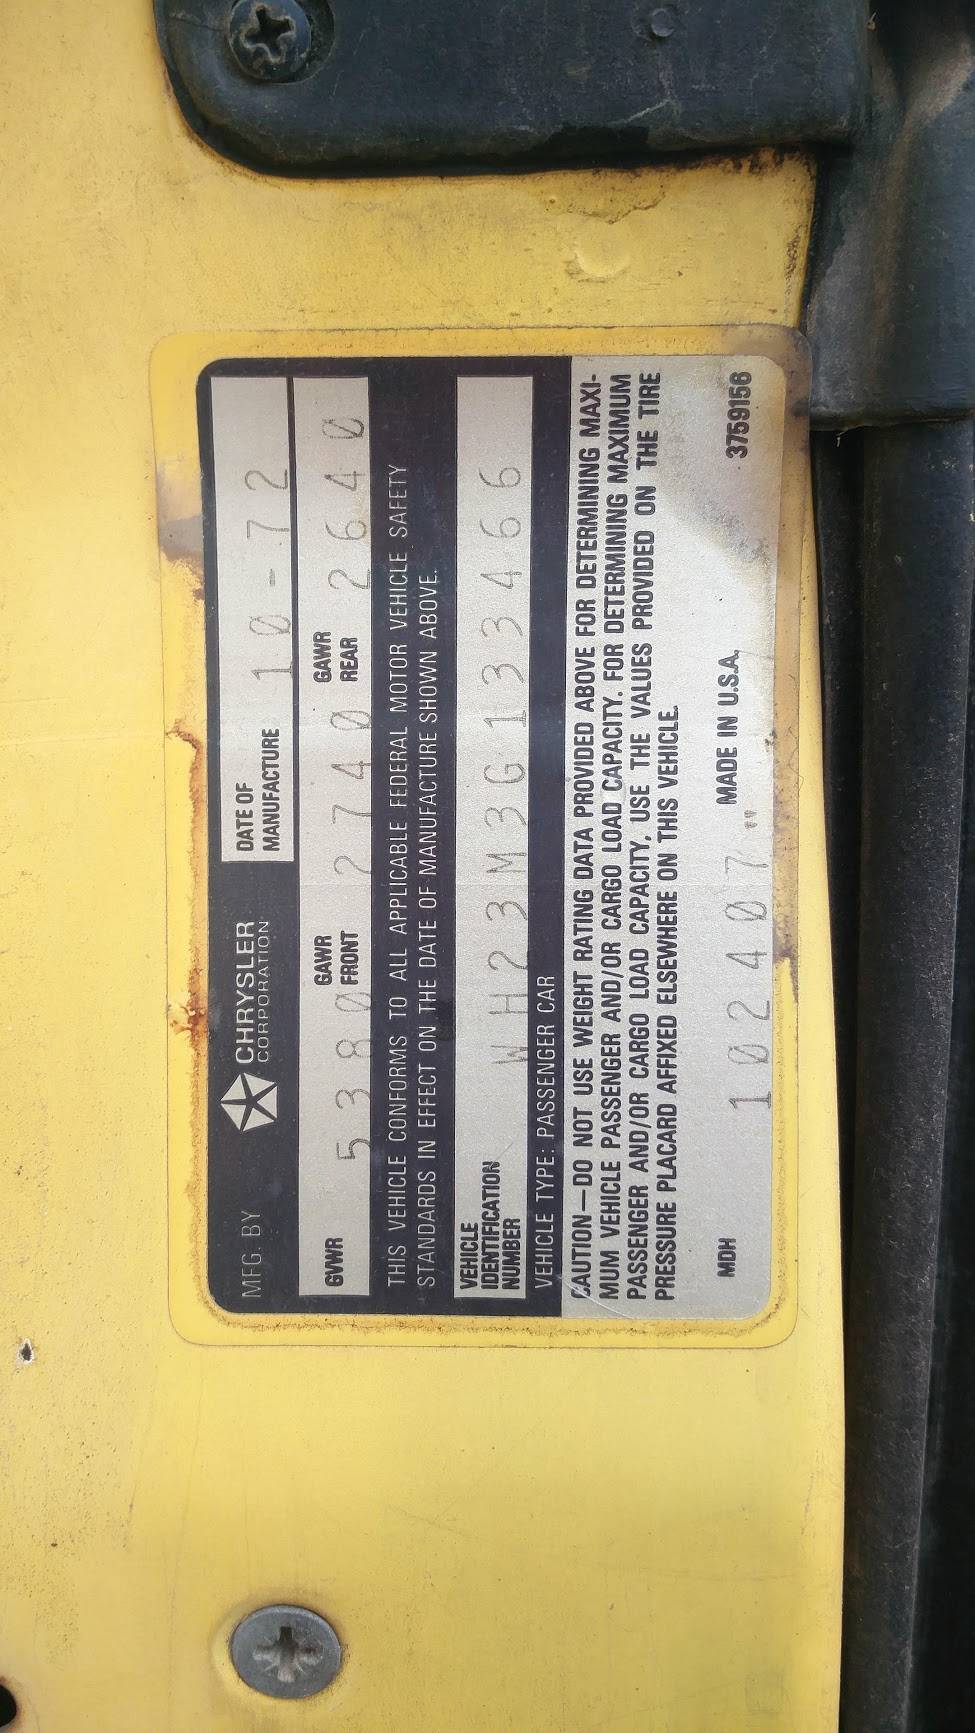 MFG. BY CHRYSLER CORPORATION DATE OF MANUFACTURE 10-72
GVWR 5380 GAWR FRONT 2740 GAWR REAR 2640
THIS VEHICLE CONFORMS TO ALL APPLICABLE FEDERAL MOTOR VEHICLE SAFETY
STANDARDS IN EFFECT ON THE DATE OF MANUFACTURE SHOWN ABOVE.
VEHICLE IDENTIFICATION NUMBER WH23M3G133466
VEHICLE TYPE: PASSENGER CAR
CAUTION—DO NOT USE WEIGHT RATING DATA PROVIDED ABOVE FOR DETERMINING MAXI-
MUM VEHICLE PASSENGER AND/OR CARGO LOAD CAPACITY. FOR DETERMINING MAXIMUM
PASSENGER AND/OR CARGO LOAD CAPACITY, USE THE VALUES PROVIDED ON THE TIRE
PRESSURE PLACARD AFFIXED ELSEWHERE ON THIS VEHICLE.
MDH 102407 MADE IN U.S.A. 3759156